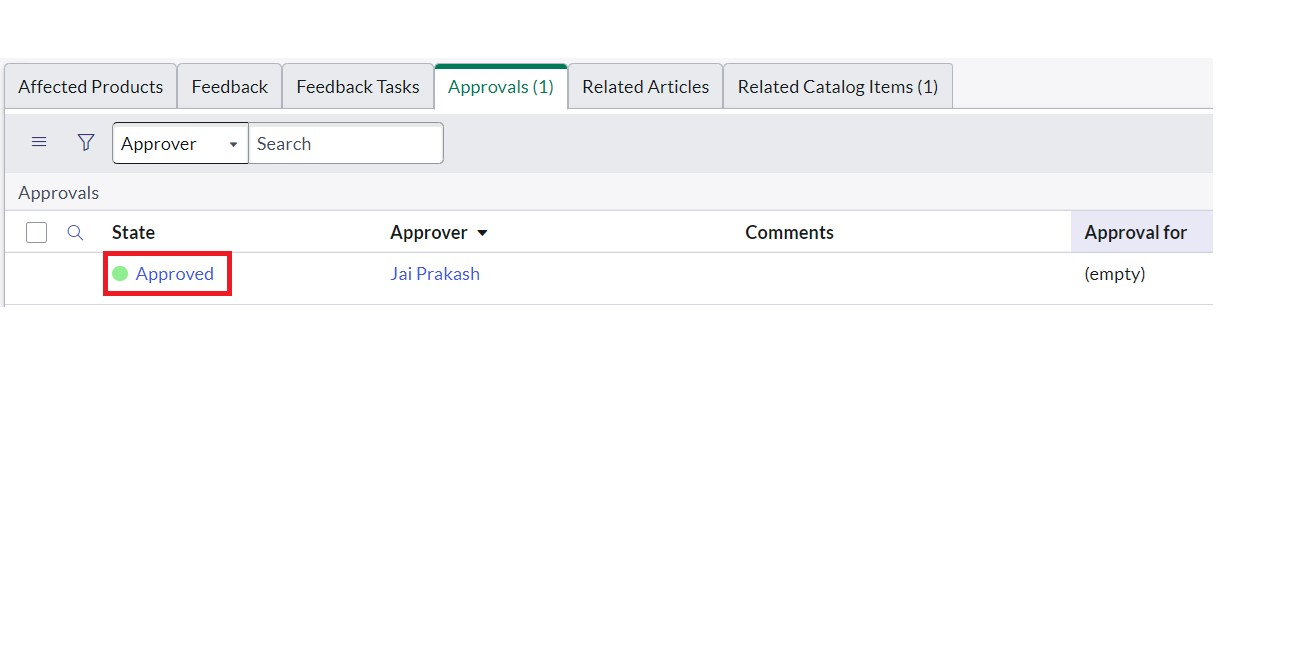 Affected Products Feedback Feedback Tasks Approvals (1) Related Articles Related Catalog Items (1)
Approver Search
Approvals
State Approver Comments Approval for
Approved Jai Prakash (empty)